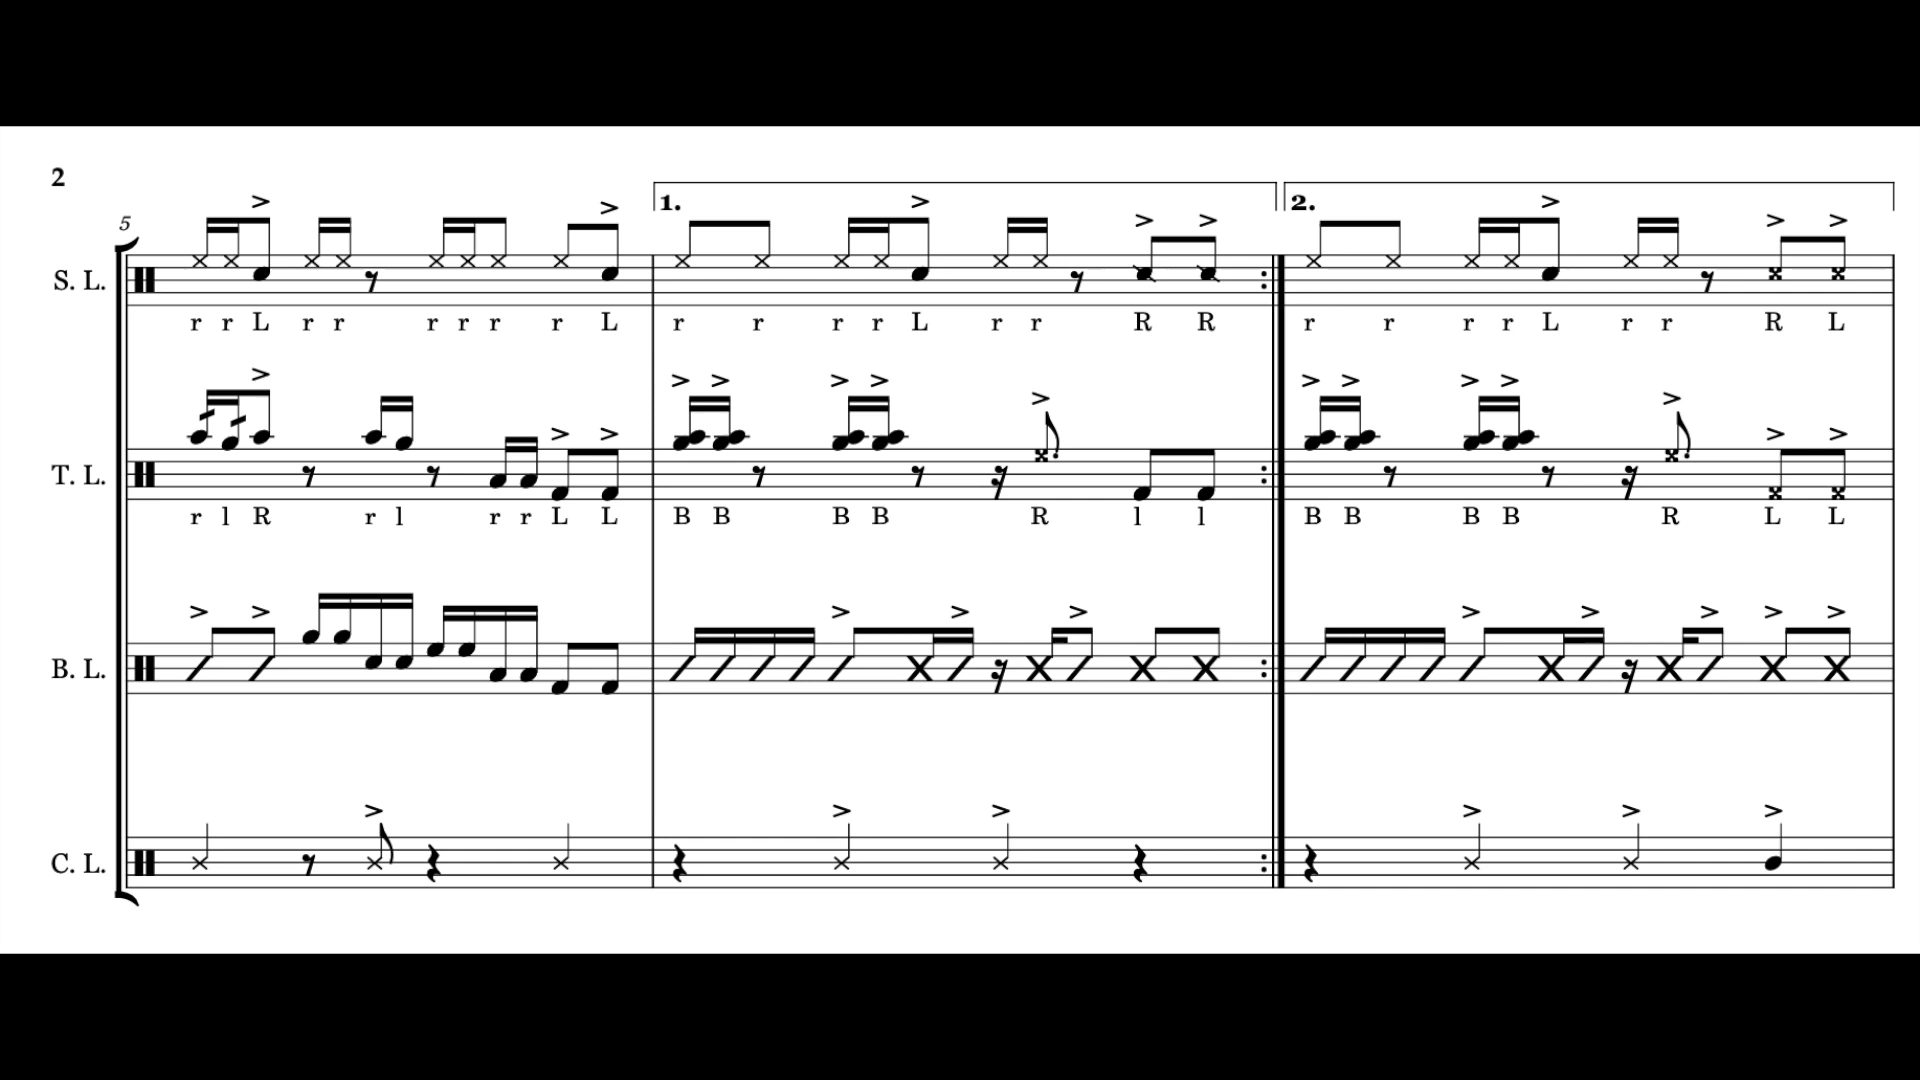 2
5
1.
2.
S. L.
r r L r r r r r r L r r r r L r r R R r r r r L r r R L
T. L.
r l R r l r r L L B B B B R l l B B B B R L L
B. L.
C. L.